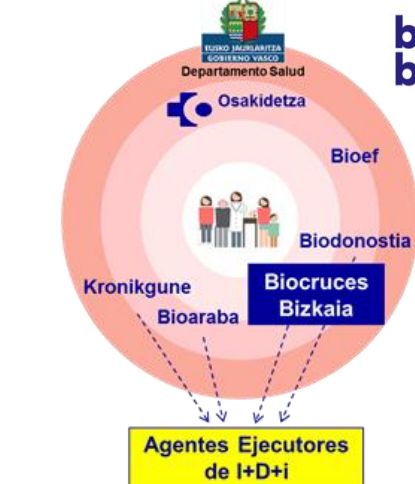 EUSKO JAURLARITZA
GOBIERNO VASCO
Departamento Salud
b
b
Osakidetza
Bioef
Biodonostia
Kronikgune
Biocruces
Bizkaia
Bioaraba
Agentes Ejecutores
de I+D+i